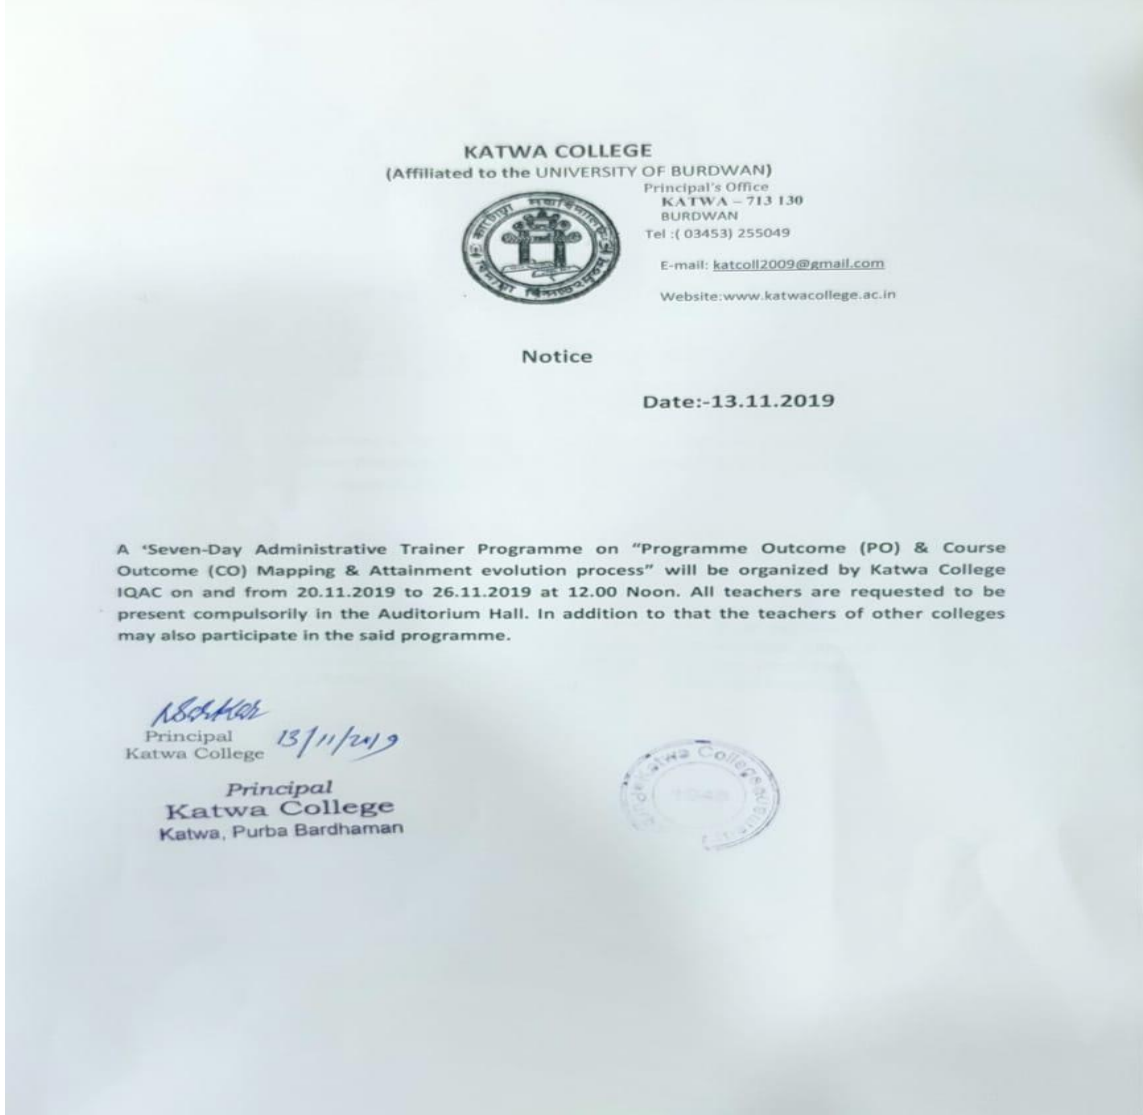 KATWA COLLEGE
(Affiliated to the UNIVERSITY OF BURDWAN)
Principal's Office
KATWA – 713 130
BURDWAN
Tel :( 03453) 255049
E-mail: katcoll2009@gmail.com
Website:www.katwacollege.ac.in
Notice
Date:-13.11.2019
A 'Seven-Day Administrative Trainer Programme on "Programme Outcome (PO) & Course
Outcome (CO) Mapping & Attainment evolution process" will be organized by Katwa College
IQAC on and from 20.11.2019 to 26.11.2019 at 12.00 Noon. All teachers are requested to be
present compulsorily in the Auditorium Hall. In addition to that the teachers of other colleges
may also participate in the said programme.
Principal
Katwa College
13/11/2019
Principal
Katwa College
Katwa, Purba Bardhaman
Katwa College